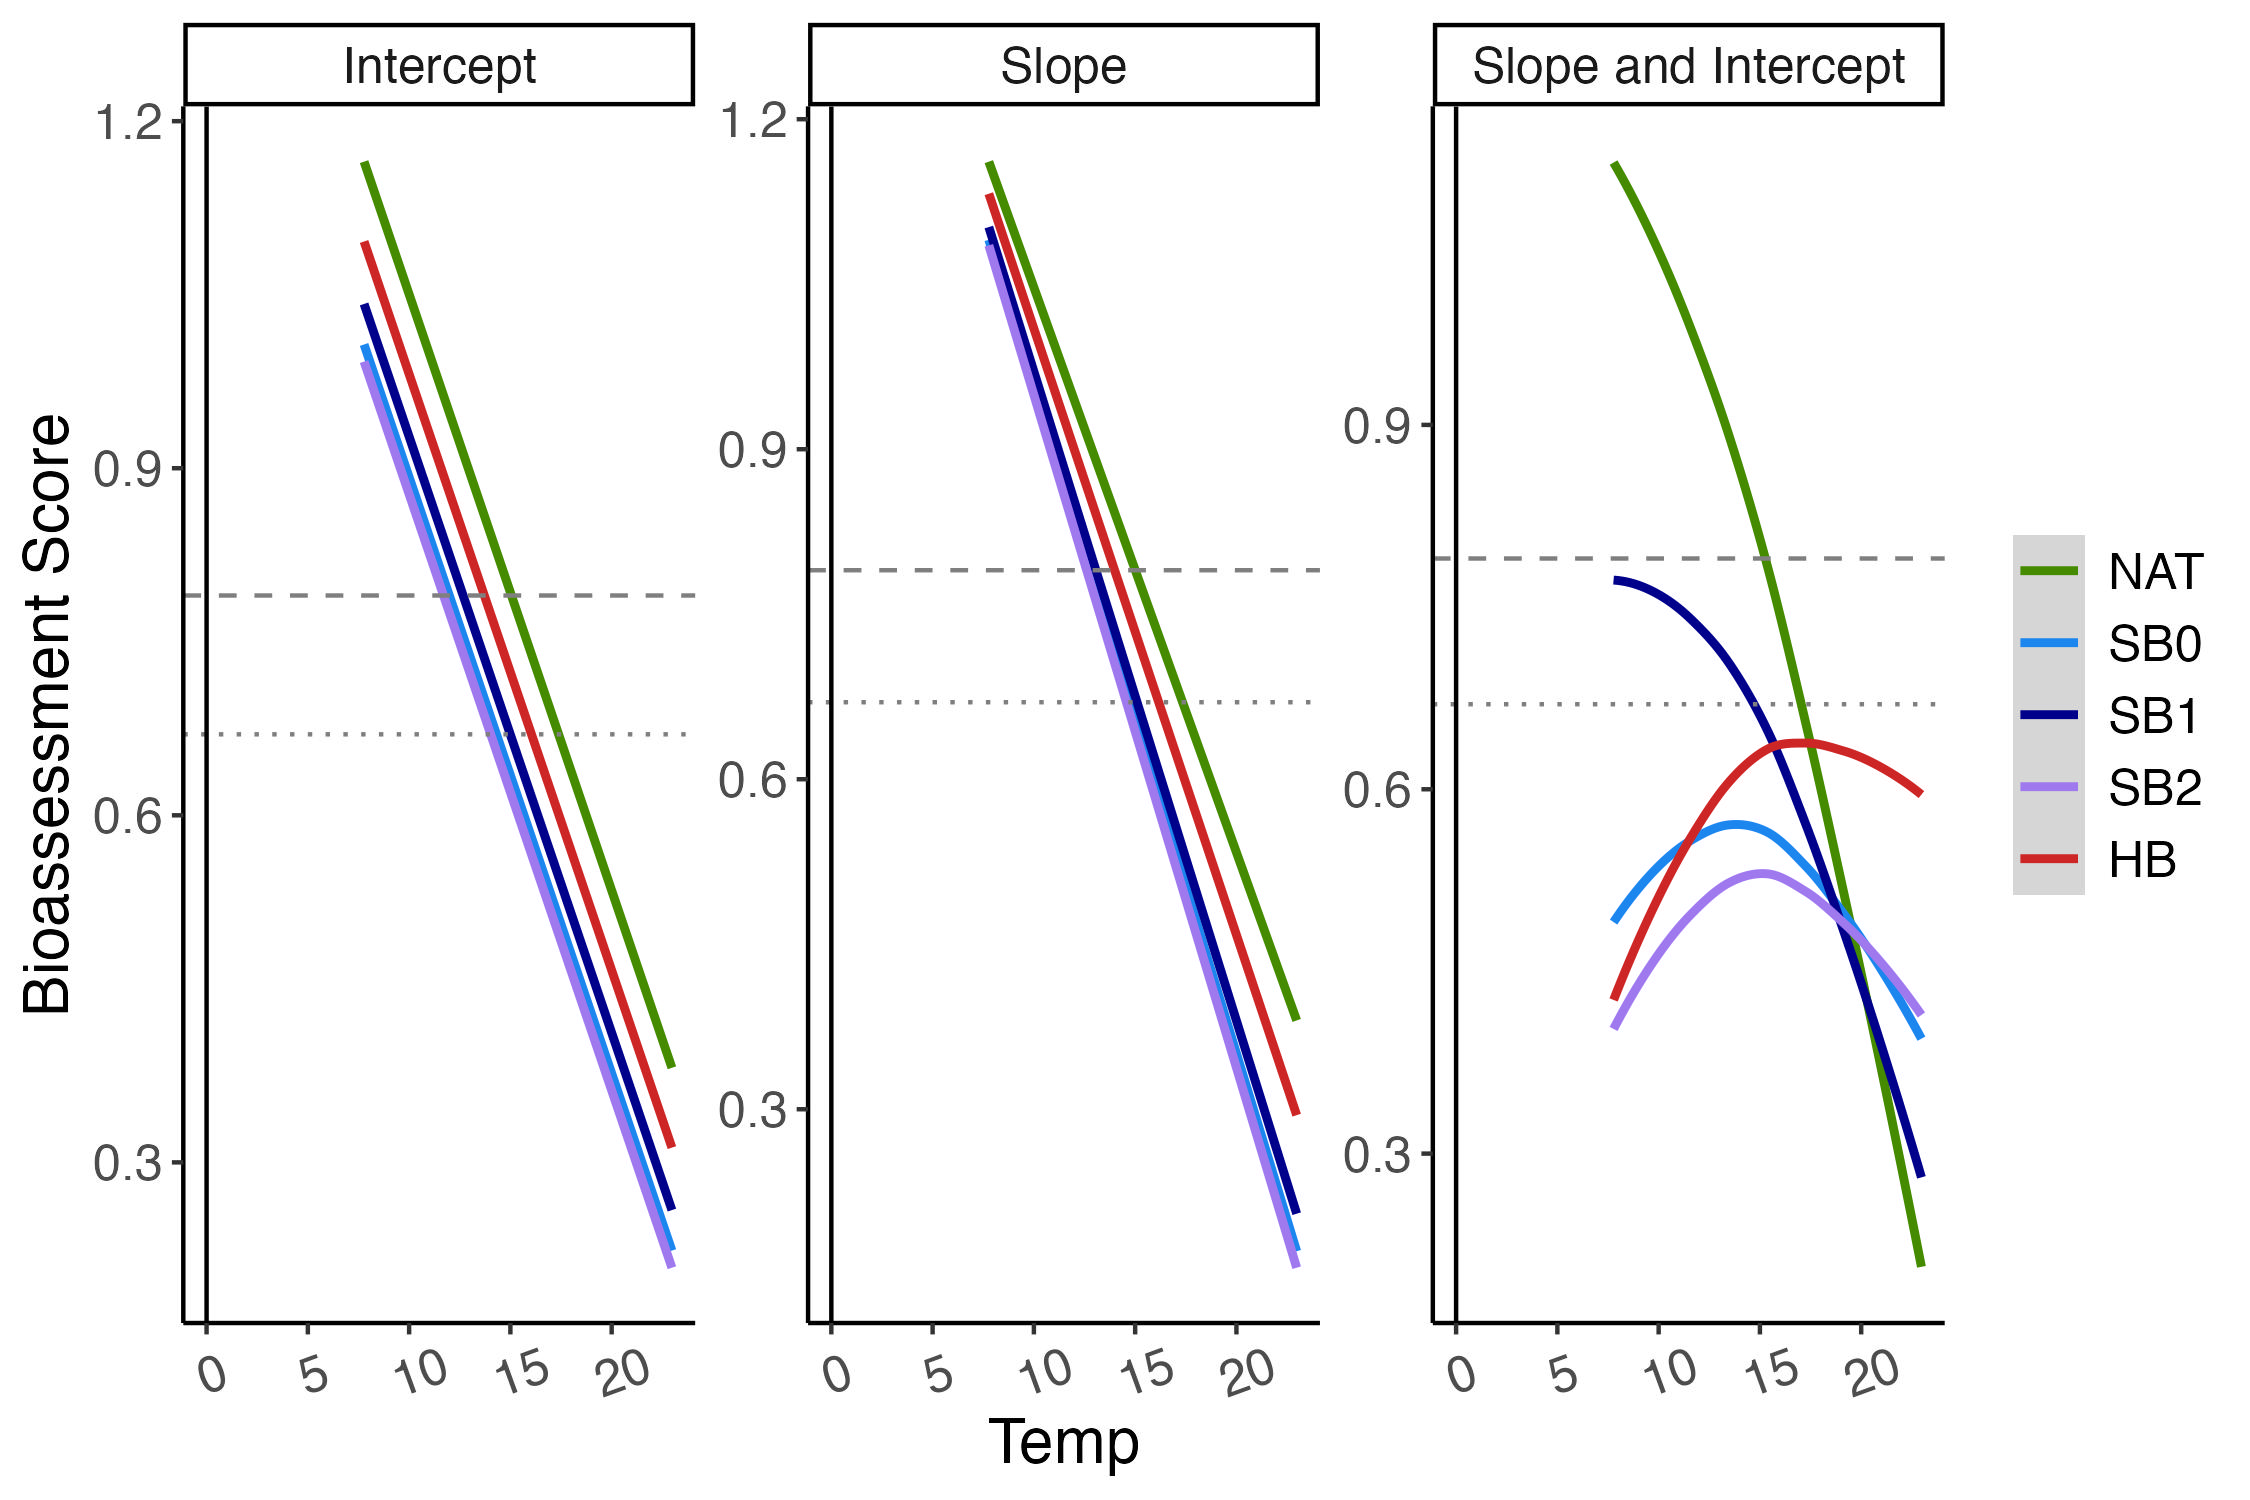 Intercept
Slope
Slope and Intercept
Bioassessment Score
1.2
0.9
0.6
0.3
1.2
0.9
0.6
0.3
0.9
0.6
0.3
0 5 10 15 20
0 5 10 15 20
0 5 10 15 20
Temp
NAT
SB0
SB1
SB2
HB